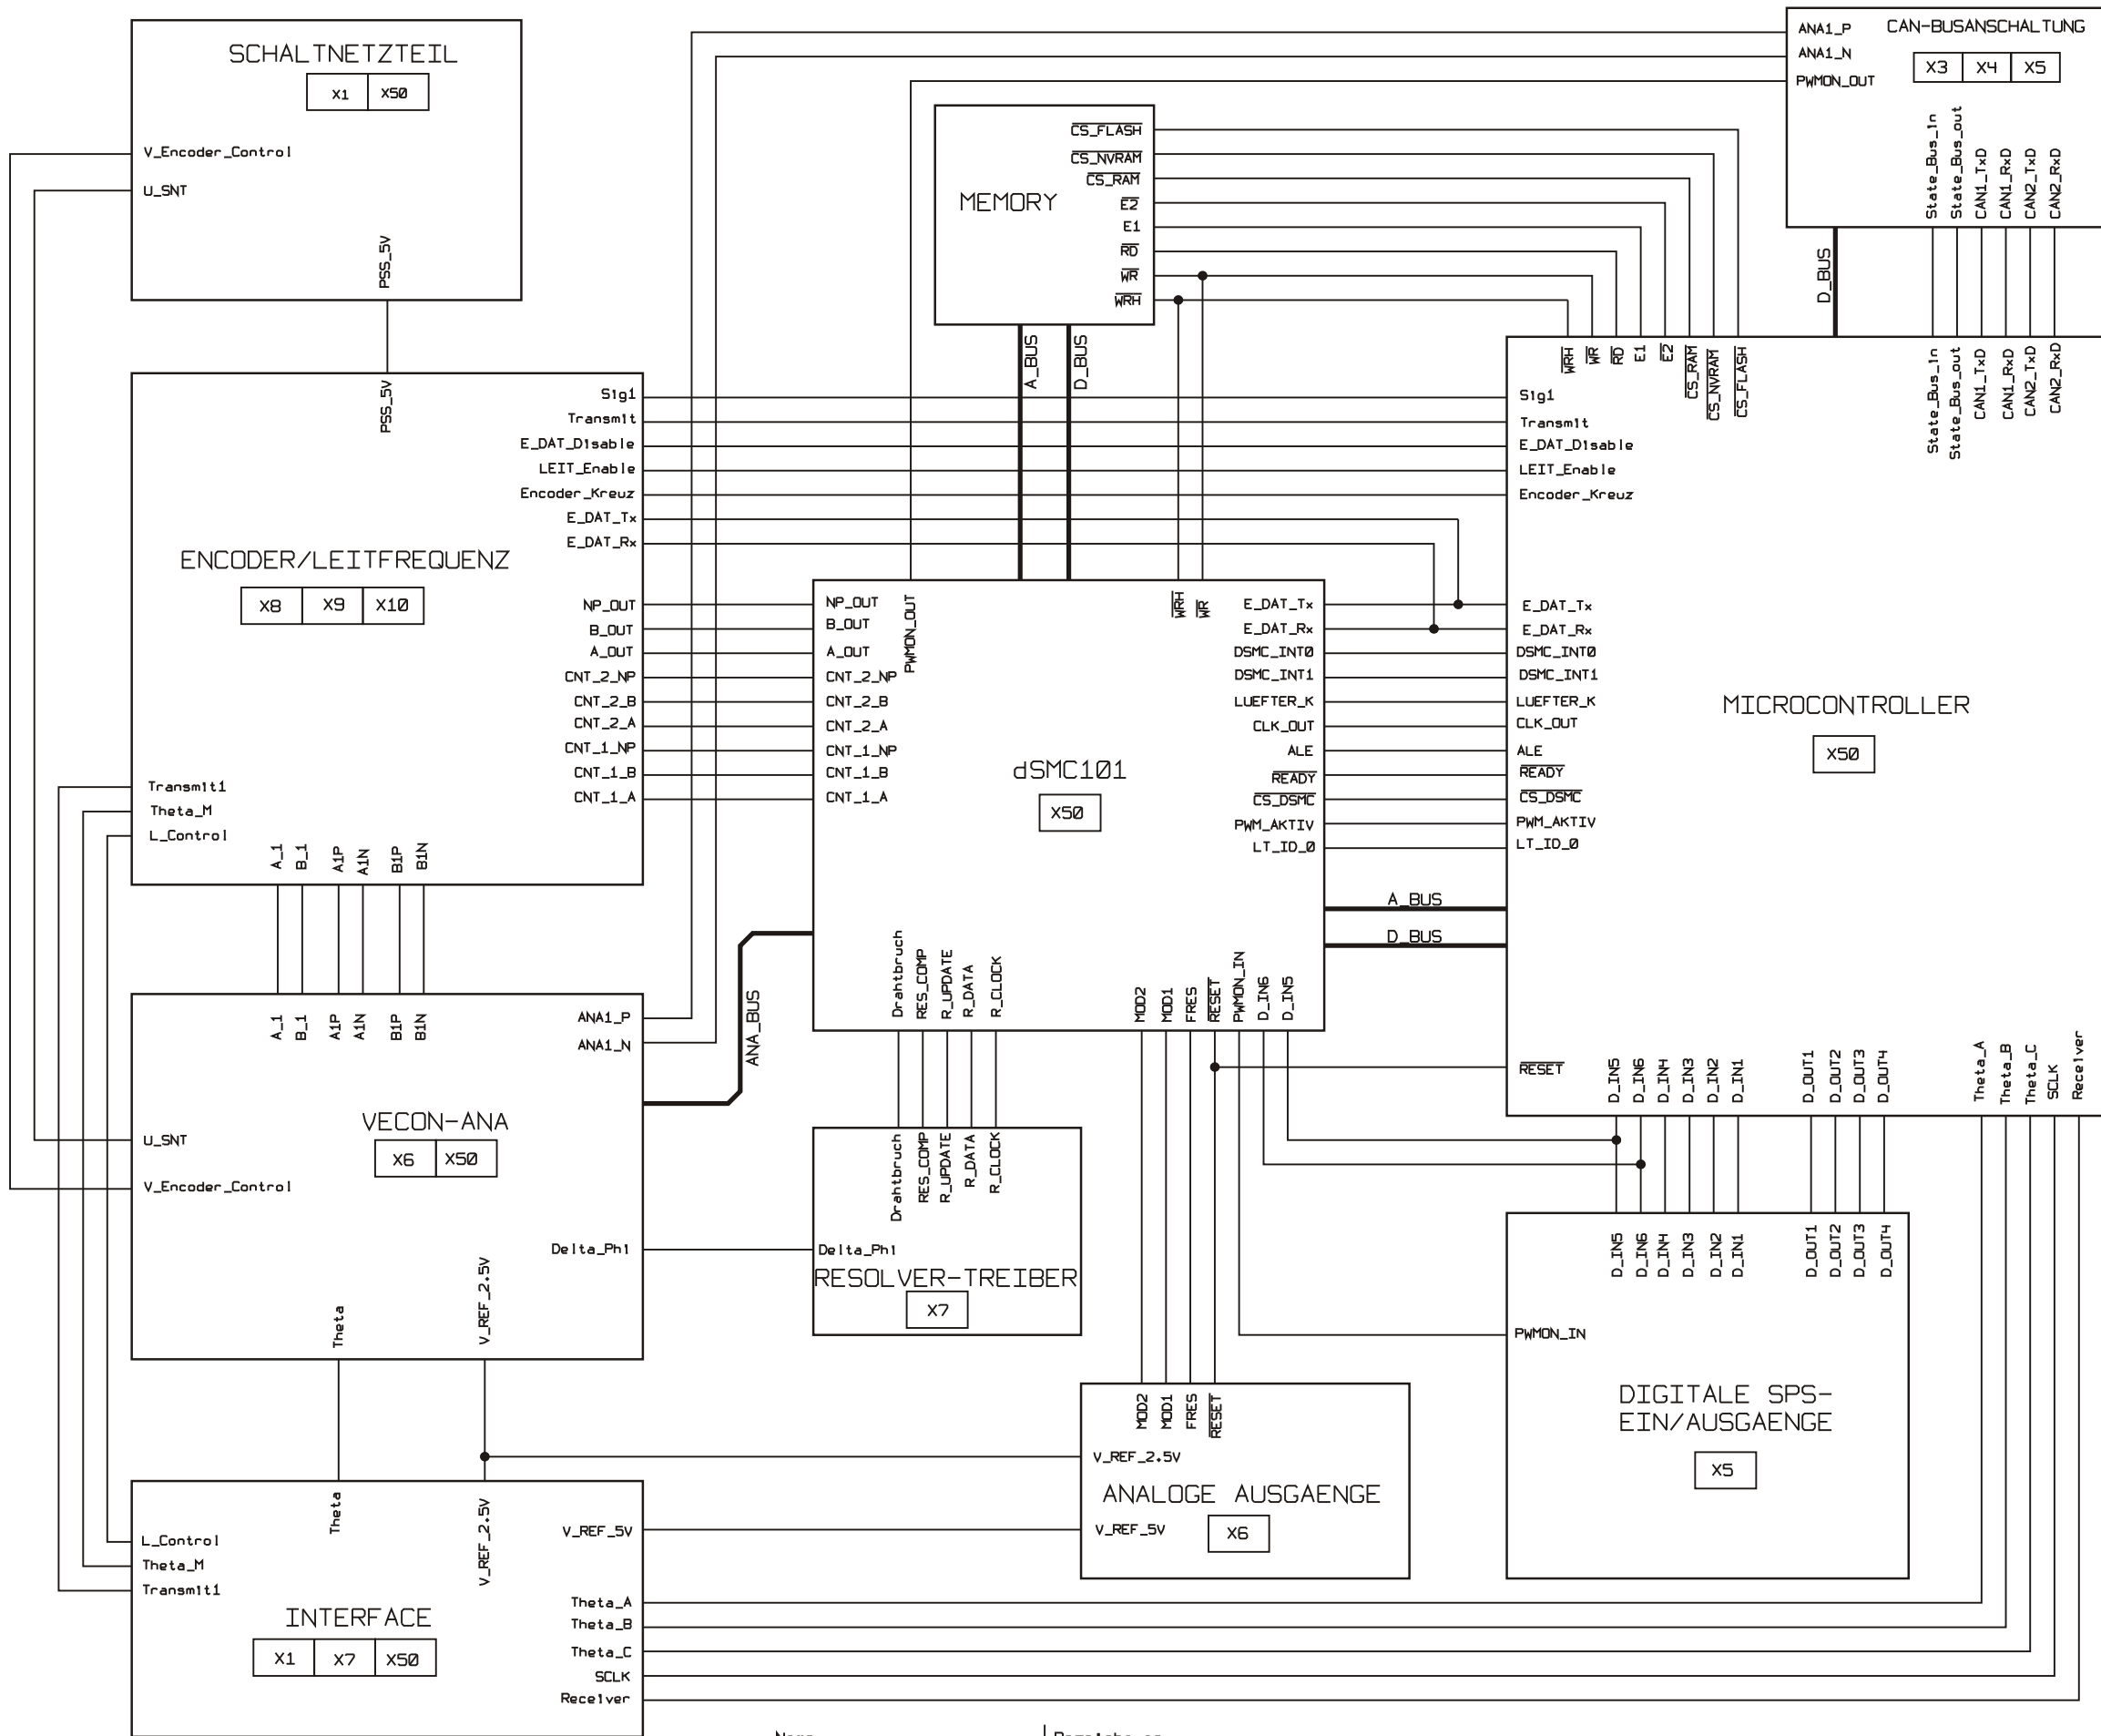 SCHALTNETZTEIL
X1 X50
V_Encoder_Control
U_SNT
PSS_5V
ANA1_P
ANA1_N
PWMON_OUT
CAN-BUSANSCHALTUNG
X3 X4 X5
State_Bus_In
State_Bus_out
CAN1_TxD
CAN1_RxD
CAN2_TxD
CAN2_RxD
D_BUS
MEMORY
CS_FLASH
CS_NVRAM
CS_RAM
E2
E1
RD
WR
WRH
A_BUS
D_BUS
PSS_5V
ENCODER/LEITFREQUENZ
X8 X9 X10
Sig1
Transmit
E_DAT_Disable
LEIT_Enable
Encoder_Kreuz
E_DAT_Tx
E_DAT_Rx
NP_OUT
B_OUT
A_OUT
CNT_2_NP
CNT_2_B
CNT_2_A
CNT_1_NP
CNT_1_B
CNT_1_A
Transmit1
Theta_M
L_Control
A_1
B_1
A1P
A1N
B1P
B1N
NP_OUT
B_OUT
A_OUT
CNT_2_NP
CNT_2_B
CNT_2_A
CNT_1_NP
CNT_1_B
CNT_1_A
PWMON_OUT
WRH
WR
dSMC101
X50
E_DAT_Tx
E_DAT_Rx
DSMC_INT0
DSMC_INT1
LUEFTER_K
CLK_OUT
ALE
READY
CS_DSMC
PWM_AKTIV
LT_ID_0
Drahtbruch
RES_COMP
R_UPDATE
R_DATA
R_CLOCK
MOD2
MOD1
FRES
RESET
PWMON_IN
D_IN6
D_IN5
A_BUS
D_BUS
WRH
WR
RD
E1
E2
CS_RAM
CS_NVRAM
CS_FLASH
State_Bus_In
State_Bus_out
CAN1_TxD
CAN1_RxD
CAN2_TxD
CAN2_RxD
Sig1
Transmit
E_DAT_Disable
LEIT_Enable
Encoder_Kreuz
E_DAT_Tx
E_DAT_Rx
DSMC_INT0
DSMC_INT1
LUEFTER_K
CLK_OUT
ALE
READY
CS_DSMC
PWM_AKTIV
LT_ID_0
MICROCONTROLLER
X50
RESET
D_IN5
D_IN6
D_IN4
D_IN3
D_IN2
D_IN1
D_OUT1
D_OUT2
D_OUT3
D_OUT4
Theta_A
Theta_B
Theta_C
SCLK
Receiver
A_1
B_1
A1P
A1N
B1P
B1N
ANA1_P
ANA1_N
ANA_BUS
VECON-ANA
X6 X50
U_SNT
V_Encoder_Control
Delta_Phi
Theta
V_REF_2.5V
Drahtbruch
RES_COMP
R_UPDATE
R_DATA
R_CLOCK
Delta_Phi
RESOLVER-TREIBER
X7
D_IN5
D_IN6
D_IN4
D_IN3
D_IN2
D_IN1
D_OUT1
D_OUT2
D_OUT3
D_OUT4
PWMON_IN
DIGITALE SPS-
EIN/AUSGAENGE
X5
MOD2
MOD1
FRES
RESET
V_REF_2.5V
ANALOGE AUSGAENGE
X6
V_REF_5V
Theta
V_REF_2.5V
V_REF_5V
L_Control
Theta_M
Transmit1
INTERFACE
X1 X7 X50
Theta_A
Theta_B
Theta_C
SCLK
Receiver